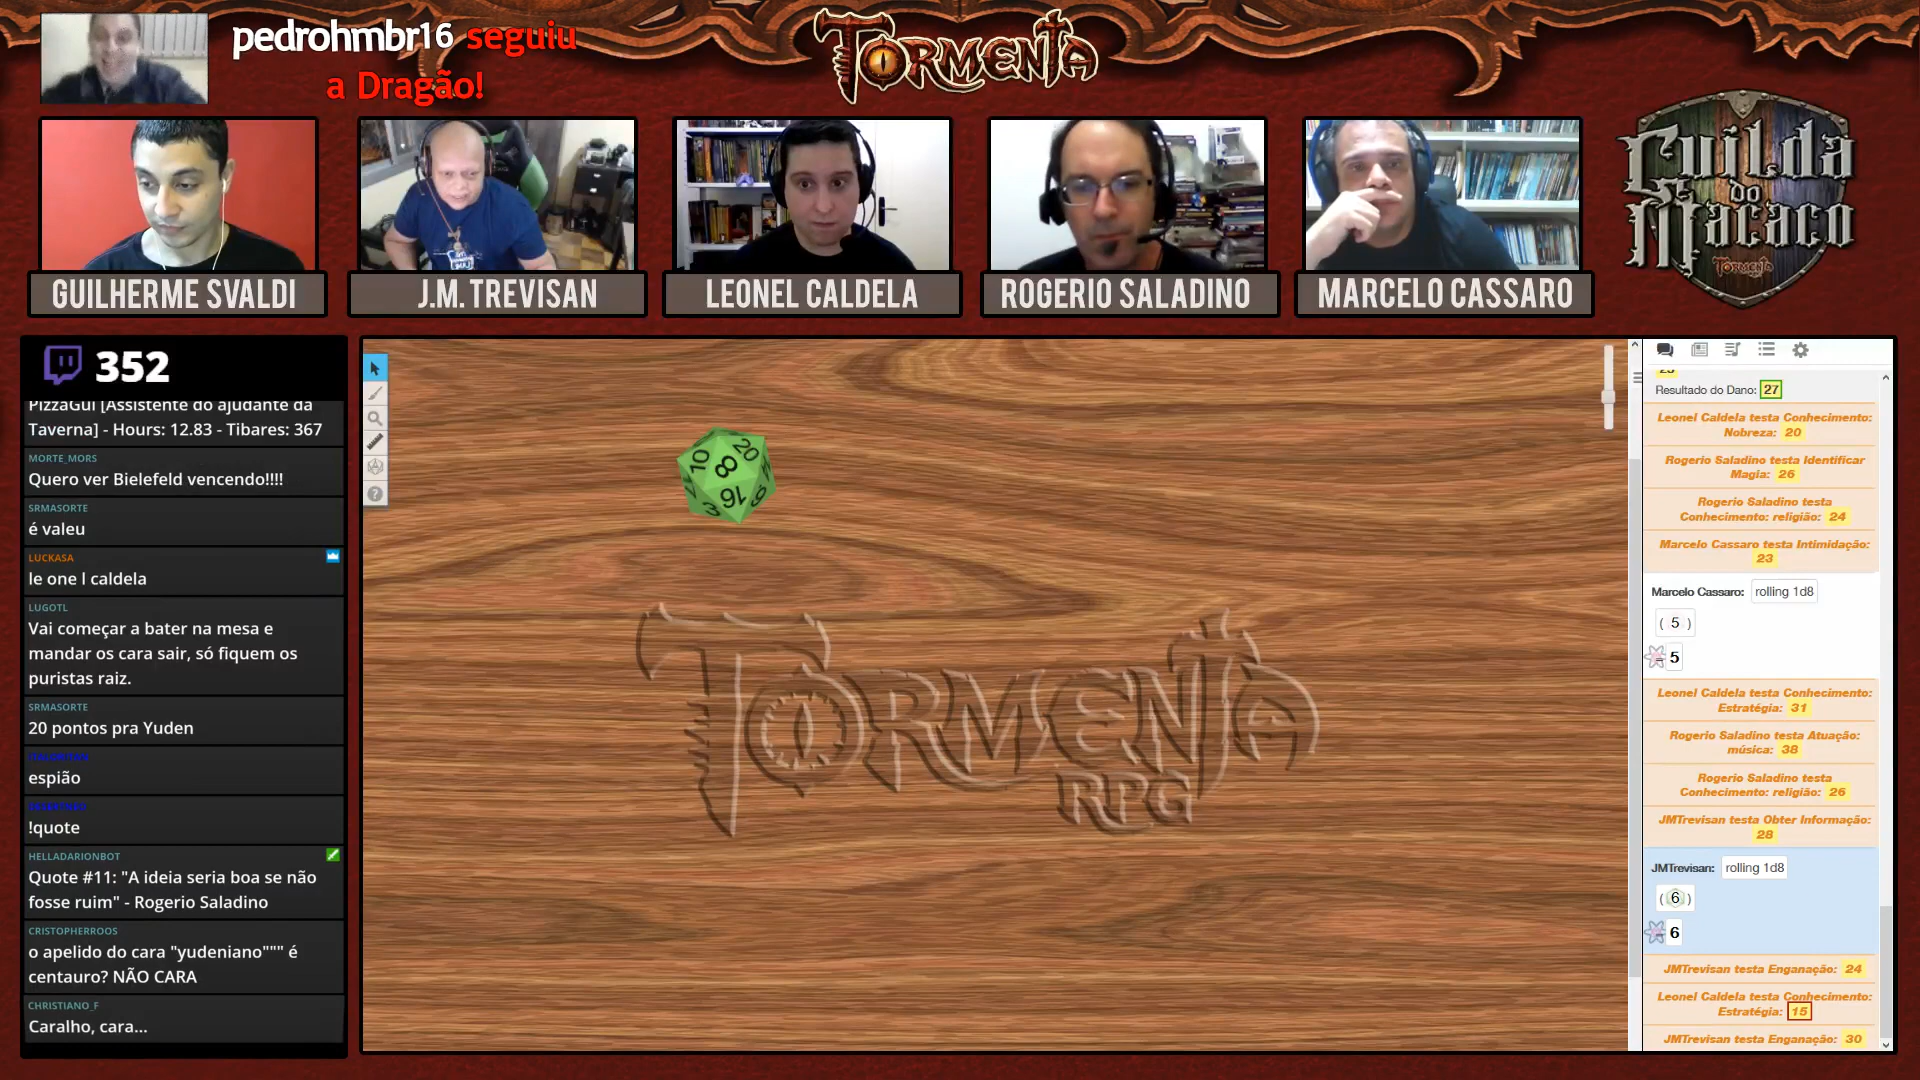 pedrohmbr16 seguiu
a Dragão!
TORMENTA
Guilda
do
Macaco
TORMENTA
GUILHERME SVALDI
J.M. TREVISAN
LEONEL CALDELA
ROGERIO SALADINO
MARCELO CASSARO
352
PizzaGui [Assistente do ajudante da
Taverna] - Hours: 12.83 - Tibares: 367
MORTE_MORS
Quero ver Bielefeld vencendo!!!!
SRMASORTE
é valeu
LUCKASA
le one l caldela
LUGOTL
Vai começar a bater na mesa e
mandar os cara sair, só fiquem os
puristas raiz.
SRMASORTE
20 pontos pra Yuden
espião
!quote
HELLADARIONBOT
Quote #11: "A ideia seria boa se não
fosse ruim" - Rogerio Saladino
CRISTOPHERROOS
o apelido do cara "yudeniano""" é
centauro? NÃO CARA
CHRISTIANO_F
Caralho, cara...
10
20
8
16
3
TORMENTA
RPG
23
Resultado do Dano: 27
Leonel Caldela testa Conhecimento:
Nobreza: 20
Rogerio Saladino testa Identificar
Magia: 26
Rogerio Saladino testa
Conhecimento: religião: 24
Marcelo Cassaro testa Intimidação:
23
Marcelo Cassaro: rolling 1d8
( 5 )
= 5
Leonel Caldela testa Conhecimento:
Estratégia: 31
Rogerio Saladino testa Atuação:
música: 38
Rogerio Saladino testa
Conhecimento: religião: 26
JMTrevisan testa Obter Informação:
28
JMTrevisan: rolling 1d8
( 6 )
= 6
JMTrevisan testa Enganação: 24
Leonel Caldela testa Conhecimento:
Estratégia: 15
JMTrevisan testa Enganação: 30